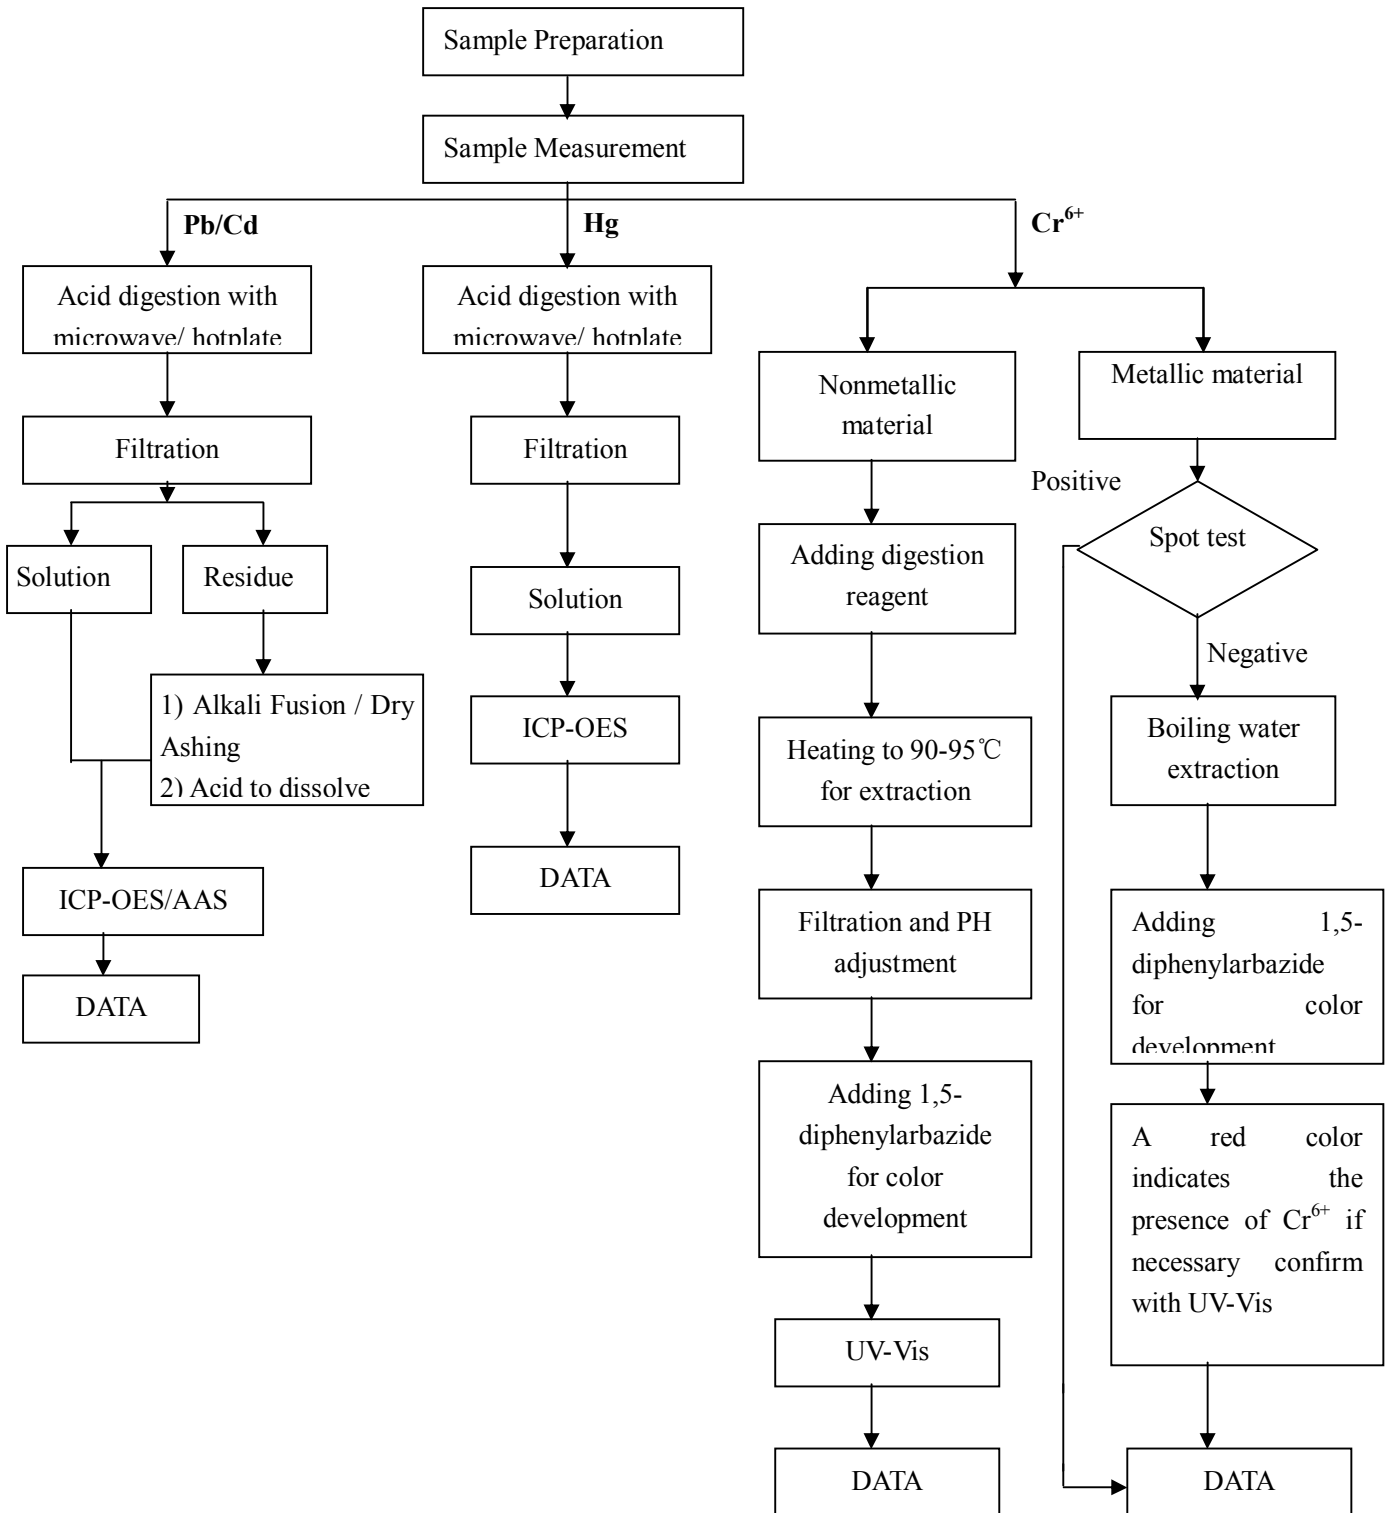 Sample Preparation
Sample Measurement
Pb/Cd
Hg
Cr6+
Acid digestion with
microwave/ hotplate
Acid digestion with
microwave/ hotplate
Nonmetallic
material
Metallic material
Filtration
Filtration
Positive
Spot test
Solution
Residue
Adding digestion
reagent
Solution
Negative
1) Alkali Fusion / Dry
Ashing
2) Acid to dissolve
ICP-OES
Heating to 90-95℃
for extraction
Boiling water
extraction
ICP-OES/AAS
DATA
Filtration and PH
adjustment
Adding 1,5-
diphenylarbazide
for color
development
DATA
Adding 1,5-
diphenylarbazide
for color
development
A red color
indicates the
presence of Cr6+ if
necessary confirm
with UV-Vis
UV-Vis
DATA
DATA